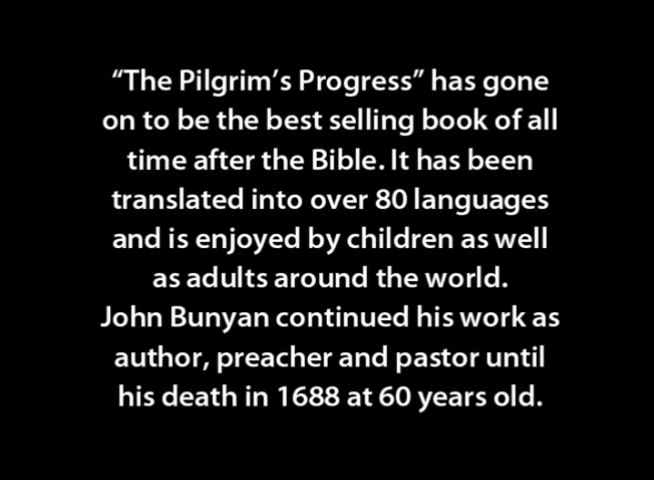 “The Pilgrim’s Progress” has gone
on to be the best selling book of all
time after the Bible. It has been
translated into over 80 languages
and is enjoyed by children as well
as adults around the world.
John Bunyan continued his work as
author, preacher and pastor until
his death in 1688 at 60 years old.